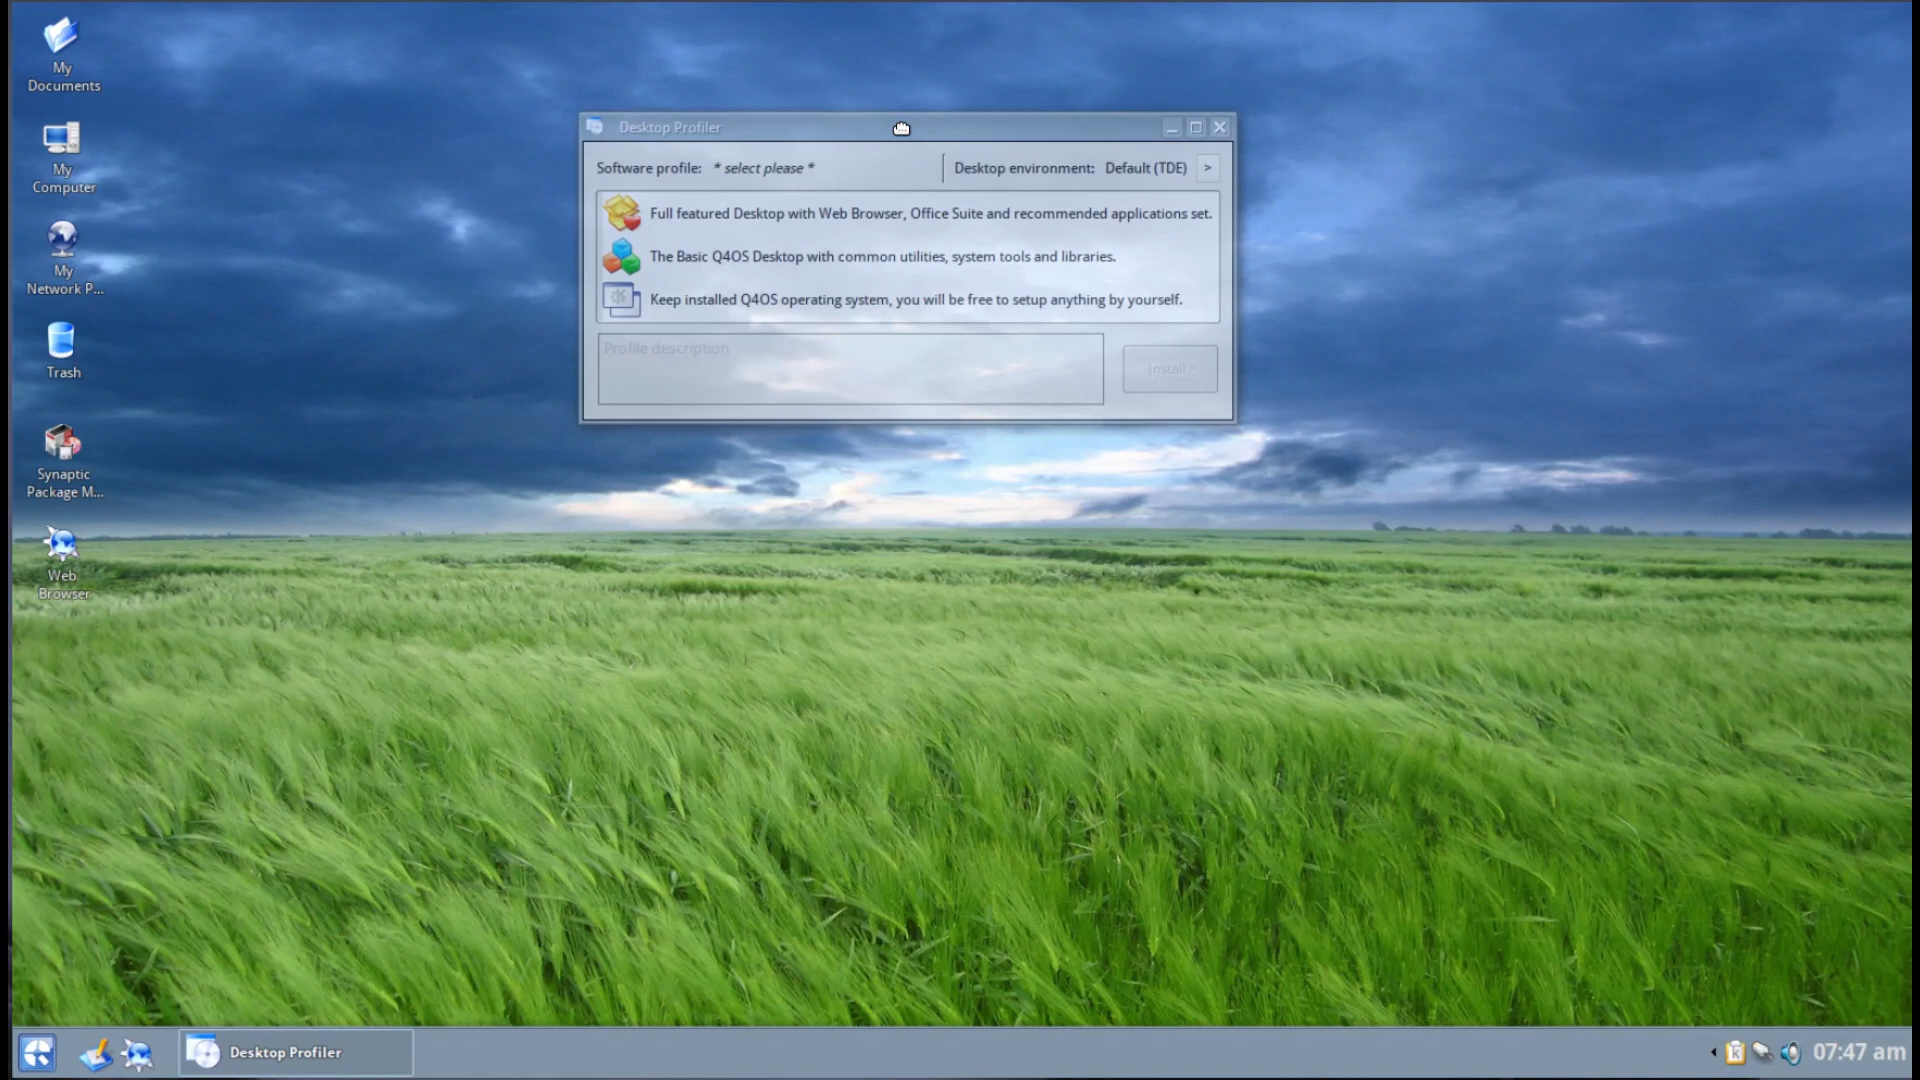 My
Documents
My
Computer
My
Network P...
Trash
Synaptic
Package M...
Web
Browser
Desktop Profiler
Software profile: * select please * Desktop environment: Default (TDE) >
Full featured Desktop with Web Browser, Office Suite and recommended applications set.
The Basic Q4OS Desktop with common utilities, system tools and libraries.
Keep installed Q4OS operating system, you will be free to setup anything by yourself.
Profile description
Install
Desktop Profiler
07:47 am